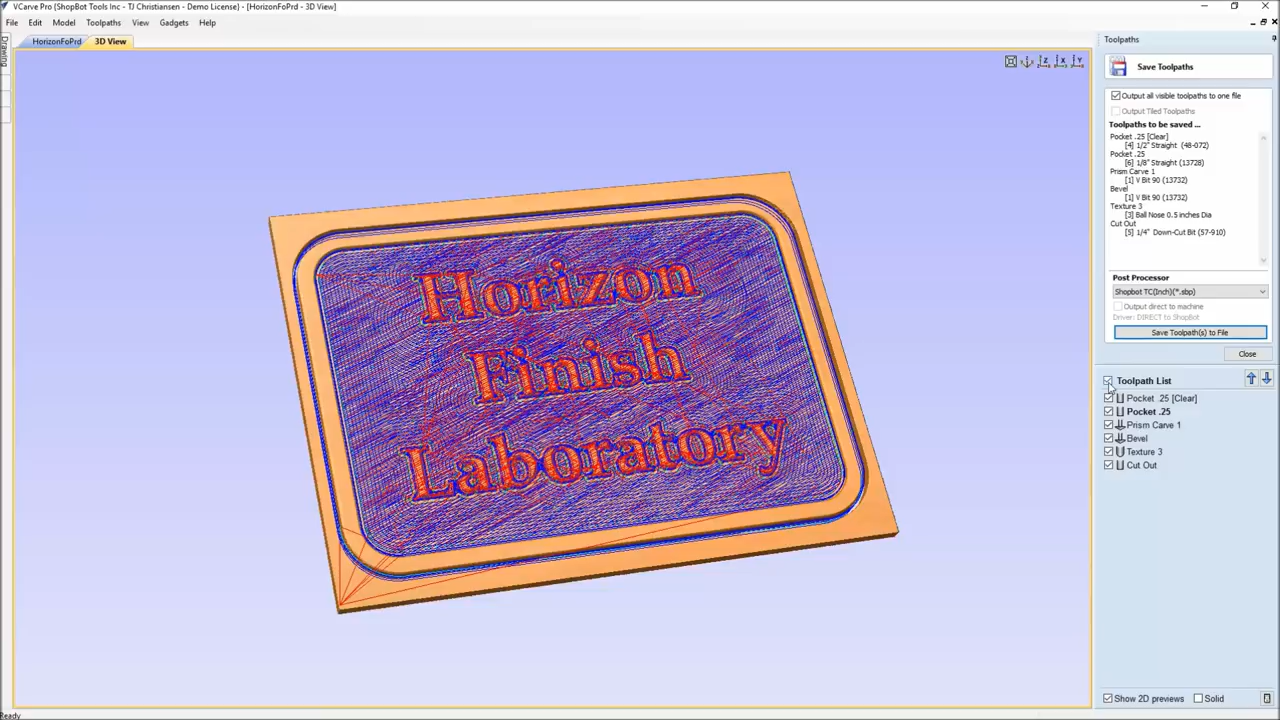 VCarve Pro (ShopBot Tools Inc - TJ Christiansen - Demo License) - [HorizonFoPrd - 3D View]
File Edit Model Toolpaths View Gadgets Help
HorizonFoPrd 3D View
Drawing
Z X Y
Horizon
Finish
Laboratory
Toolpaths
Save Toolpaths
Output all visible toolpaths to one file
Output Tiled Toolpaths
Toolpaths to be saved ...
Pocket .25 [Clear]
[4] 1/2" Straight (48-072)
Pocket .25
[6] 1/8" Straight (13728)
Prism Carve 1
[1] V Bit 90 (13732)
Bevel
[1] V Bit 90 (13732)
Texture 3
[3] Ball Nose 0.5 inches Dia
Cut Out
[5] 1/4" Down-Cut Bit (57-910)
Post Processor
Shopbot TC(Inch)(*.sbp)
Output direct to machine
Driver: DIRECT to ShopBot
Save Toolpath(s) to File
Close
Toolpath List
Pocket .25 [Clear]
Pocket .25
Prism Carve 1
Bevel
Texture 3
Cut Out
Show 2D previews Solid
Ready